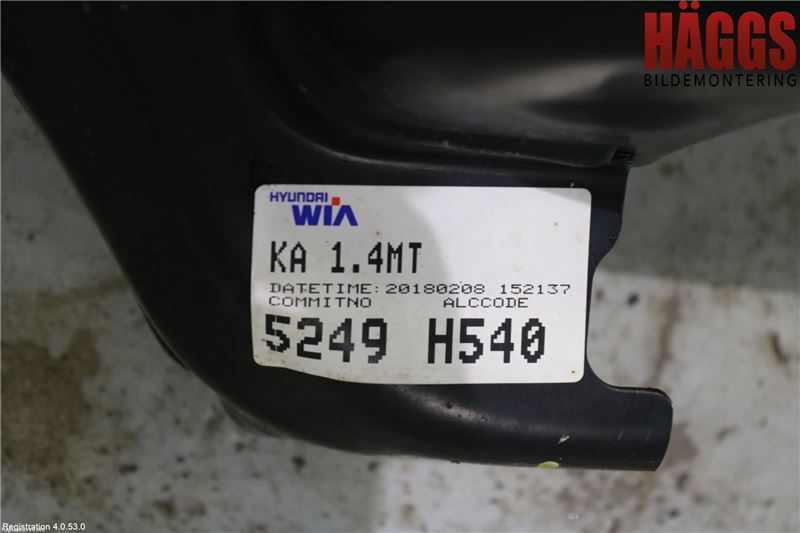 HÄGGS
BILDEMONTERING
HYUNDAI
WIA
KA 1.4MT
DATETIME: 20180208 152137
COMMITNO ALCCODE
5249 H540
Registration 4.0.53.0